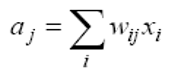 a_j = \sum_i w_{ij} x_i